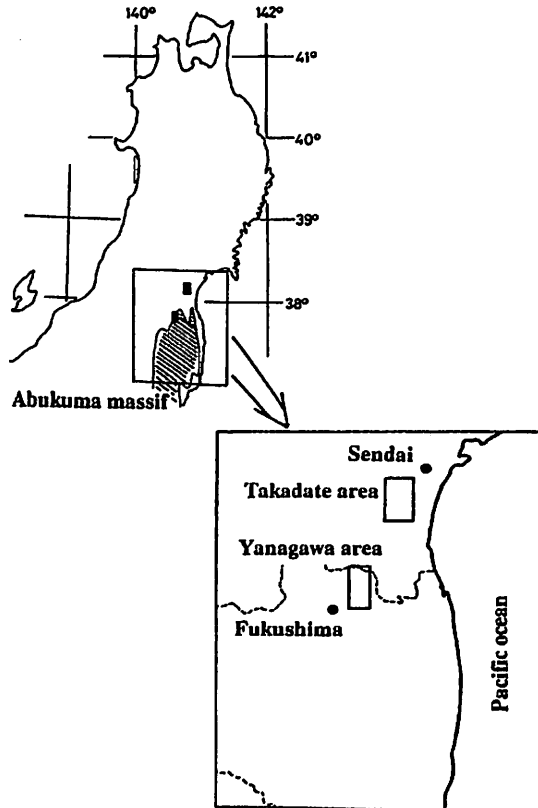 140°
142°
41°
40°
39°
38°
Abukuma massif
Sendai
Takadate area
Yanagawa area
Fukushima
Pacific ocean